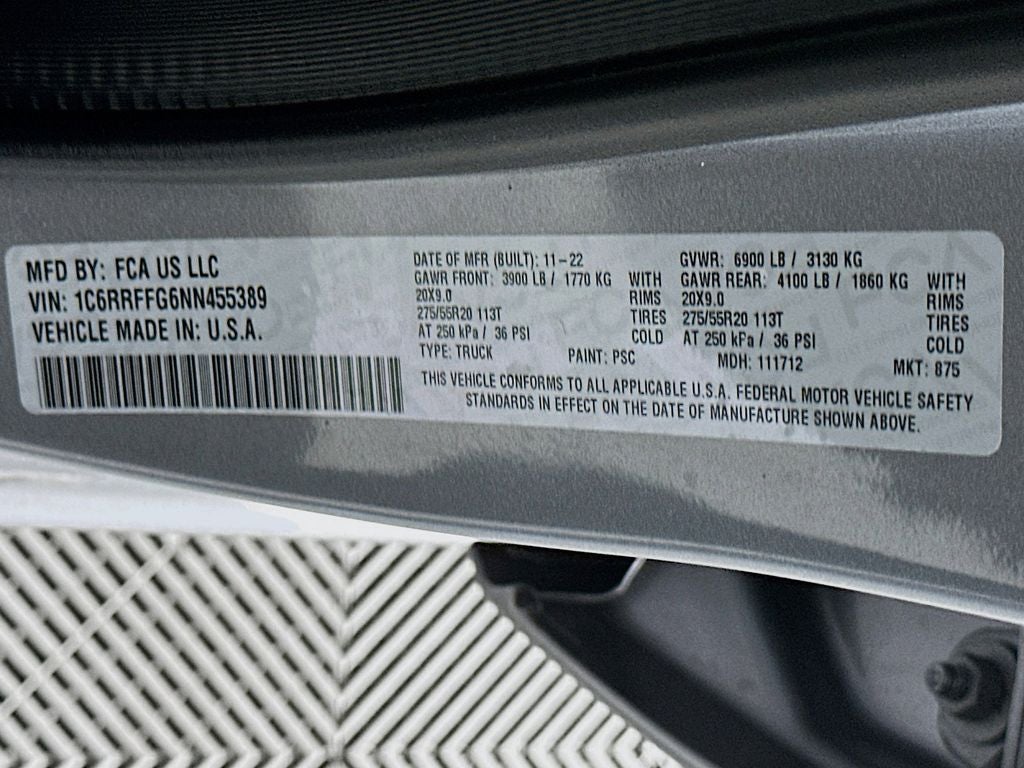 MFD BY: FCA US LLC
VIN: 1C6RRFFG6NN455389
VEHICLE MADE IN: U.S.A.
DATE OF MFR (BUILT): 11-22
GAWR FRONT: 3900 LB / 1770 KG WITH
20X9.0 RIMS
275/55R20 113T TIRES
AT 250 kPa / 36 PSI COLD
GVWR: 6900 LB / 3130 KG
GAWR REAR: 4100 LB / 1860 KG WITH
20X9.0 RIMS
275/55R20 113T TIRES
AT 250 kPa / 36 PSI COLD
TYPE: TRUCK PAINT: PSC MDH: 111712 MKT: 875
THIS VEHICLE CONFORMS TO ALL APPLICABLE U.S.A. FEDERAL MOTOR VEHICLE SAFETY
STANDARDS IN EFFECT ON THE DATE OF MANUFACTURE SHOWN ABOVE.